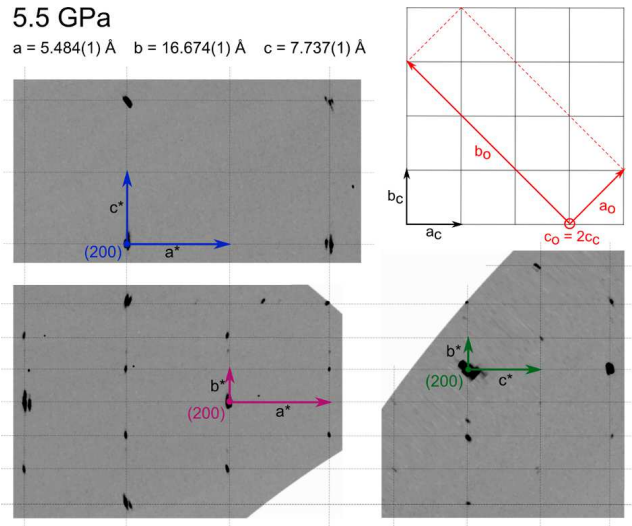 5.5 GPa
a = 5.484(1) Å b = 16.674(1) Å c = 7.737(1) Å
c*
(200)
a*
bo
bc
ao
ac
co = 2cc
b*
(200)
a*
b*
(200)
c*